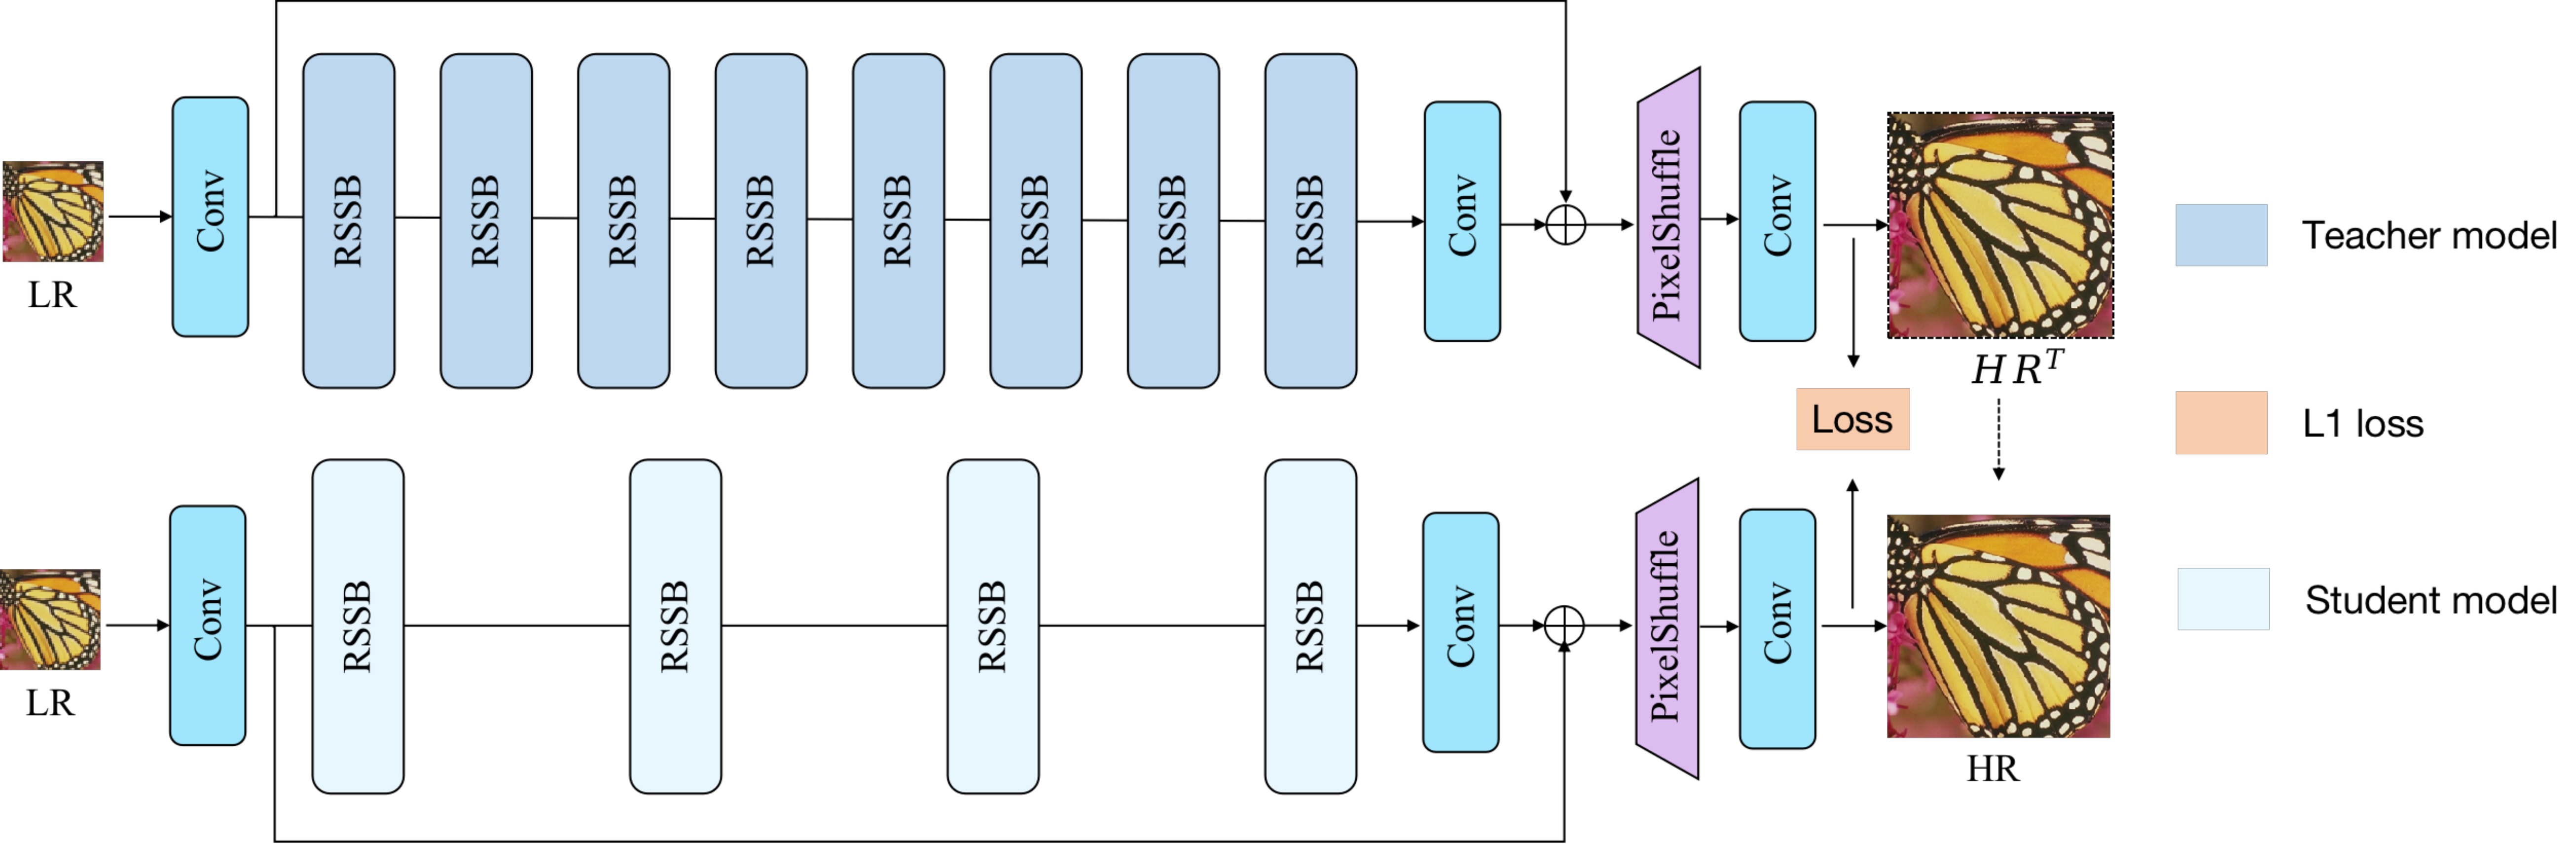 LR
Conv
RSSB
RSSB
RSSB
RSSB
RSSB
RSSB
RSSB
RSSB
Conv
PixelShuffle
Conv
HR^T
Teacher model
Loss
L1 loss
LR
Conv
RSSB
RSSB
RSSB
RSSB
Conv
PixelShuffle
Conv
HR
Student model